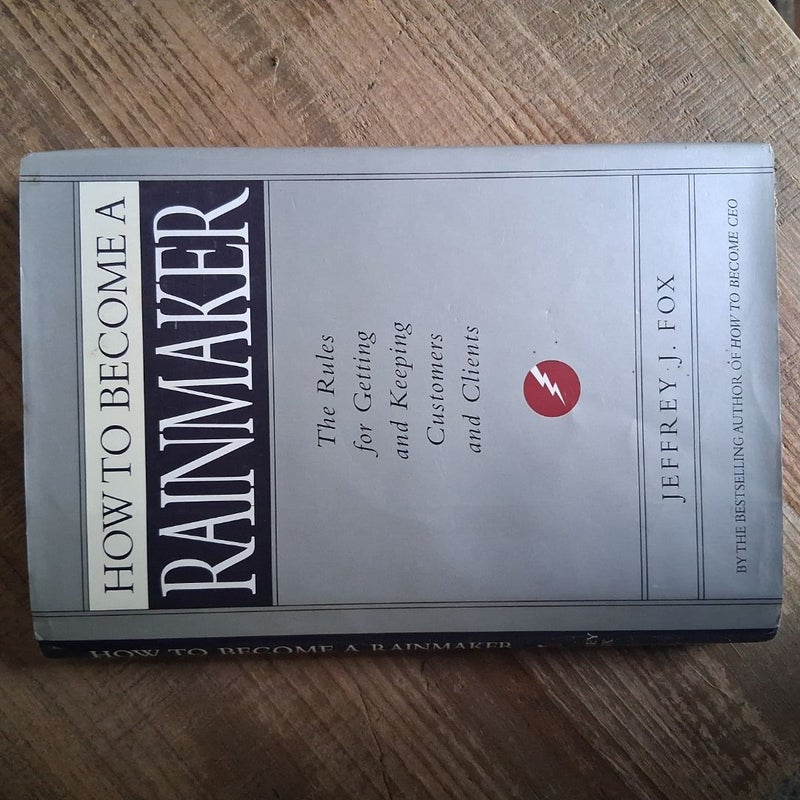 HOW TO BECOME A
RAINMAKER
The Rules
for Getting
and Keeping
Customers
and Clients
JEFFREY J. FOX
BY THE BESTSELLING AUTHOR OF HOW TO BECOME CEO
HOW TO BECOME A RAINMAKER